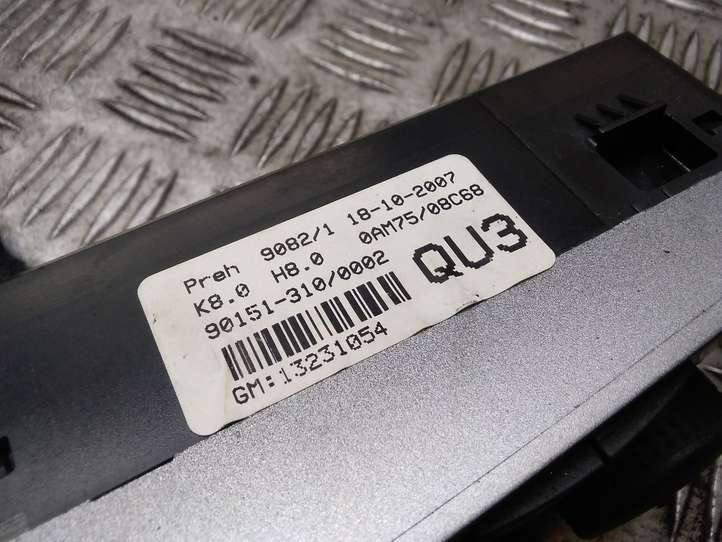 Preh 9082/1 18-10-2007
K8.0 H8.0 0AM75/08C68
90151-310/0002
QU3
GM:13231054